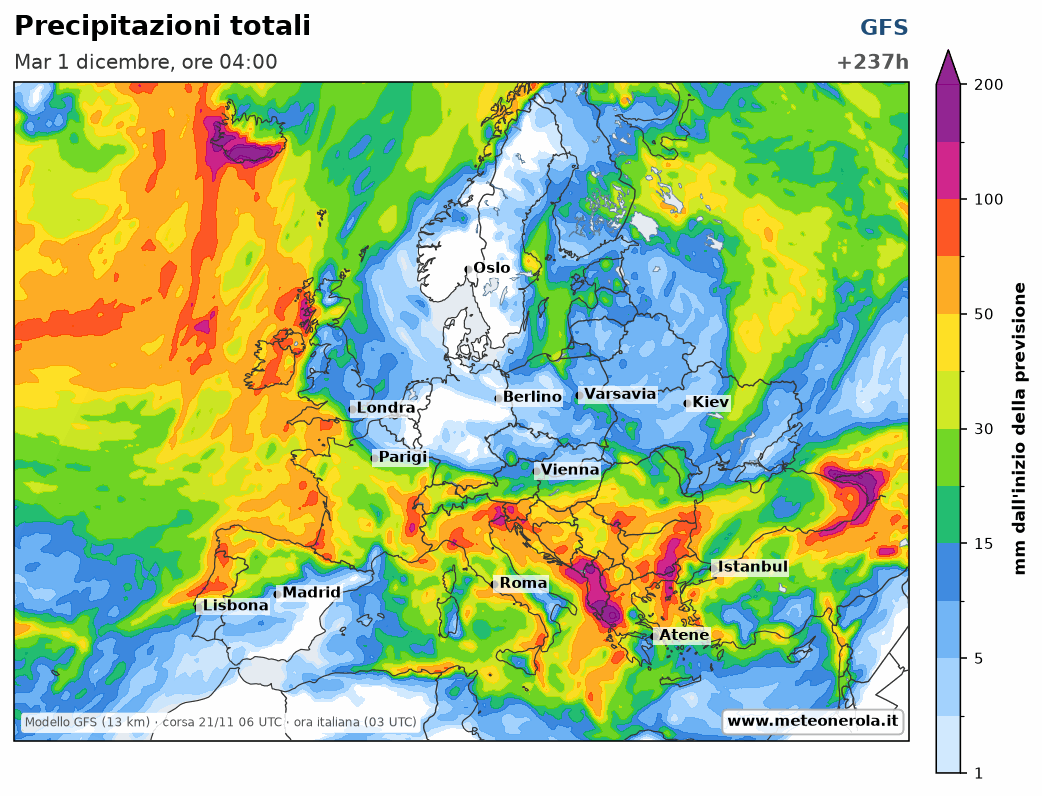 Precipitazioni totali
GFS
Mar 1 dicembre, ore 04:00
+237h
200
100
50
30
15
5
1
mm dall'inizio della previsione
Oslo
Berlino
Varsavia
Kiev
Londra
Parigi
Vienna
Istanbul
Roma
Madrid
Lisbona
Atene
Modello GFS (13 km) · corsa 21/11 06 UTC · ora italiana (03 UTC)
www.meteonerola.it